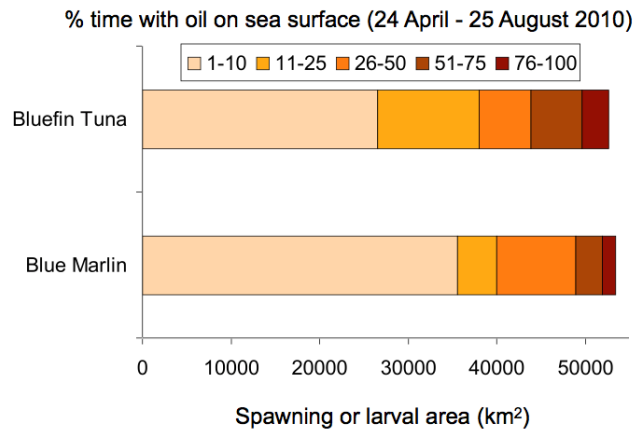 % time with oil on sea surface (24 April - 25 August 2010)
1-10 11-25 26-50 51-75 76-100
Bluefin Tuna
Blue Marlin
0 10000 20000 30000 40000 50000
Spawning or larval area (km²)